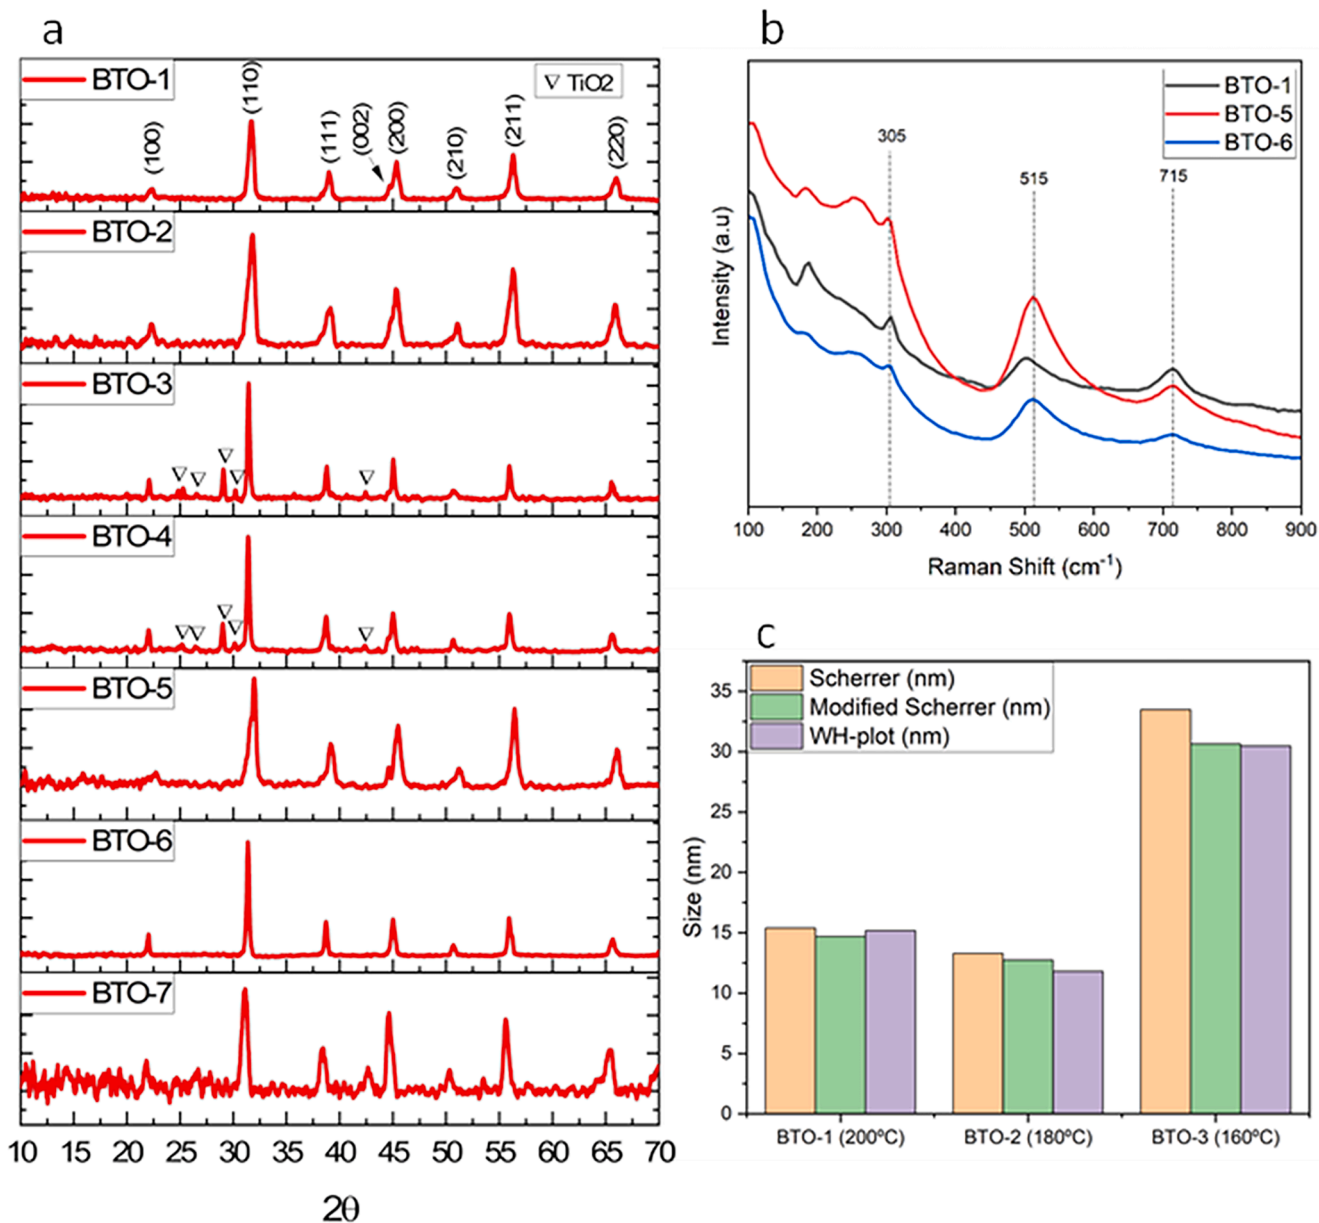 a
BTO-1
(100)
(110)
(111)
(002)
(200)
(210)
(211)
(220)
▽ TiO2
BTO-2
BTO-3
▽ ▽ ▽ ▽ ▽
BTO-4
▽ ▽ ▽ ▽ ▽
BTO-5
BTO-6
BTO-7
10 15 20 25 30 35 40 45 50 55 60 65 70
2θ
b
BTO-1
BTO-5
BTO-6
305
515
715
Intensity (a.u)
100 200 300 400 500 600 700 800 900
Raman Shift (cm⁻¹)
c
Scherrer (nm)
Modified Scherrer (nm)
WH-plot (nm)
35
30
25
20
15
10
5
0
Size (nm)
BTO-1 (200ºC) BTO-2 (180ºC) BTO-3 (160ºC)